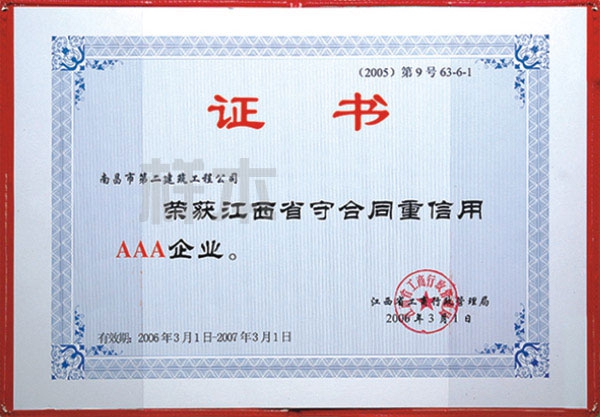 （2005）第9号63-6-1
证书
南昌市第二建筑工程公司
样本
荣获江西省守合同重信用
AAA企业。
江西省工商行政管理局
2006年3月1日
有效期：2006年3月1日-2007年3月1日